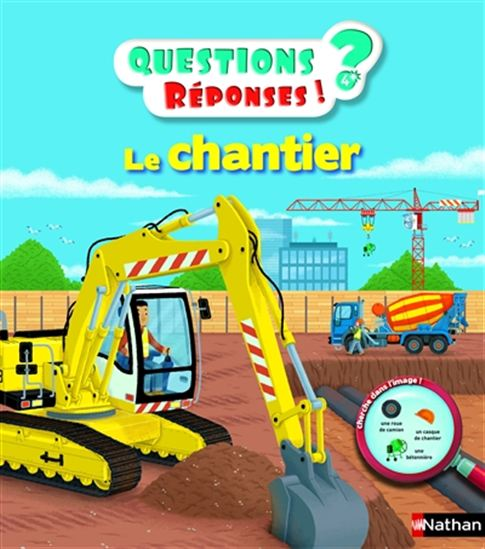 QUESTIONS ?
4+
RÉPONSES !
Le chantier
cherche dans l'image !
une roue
de camion
un casque
de chantier
une
bétonnière
Nathan